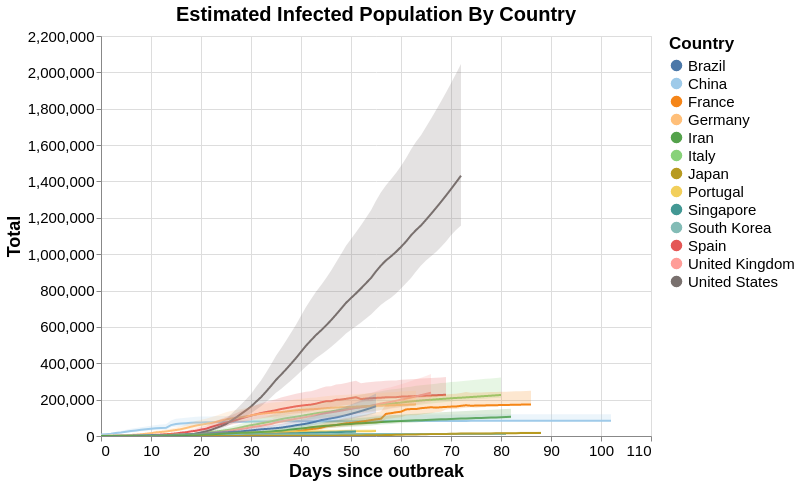 Estimated Infected Population By Country
2,200,000
2,000,000
1,800,000
1,600,000
1,400,000
1,200,000
1,000,000
800,000
600,000
400,000
200,000
0
Total
0 10 20 30 40 50 60 70 80 90 100 110
Days since outbreak
Country
Brazil
China
France
Germany
Iran
Italy
Japan
Portugal
Singapore
South Korea
Spain
United Kingdom
United States